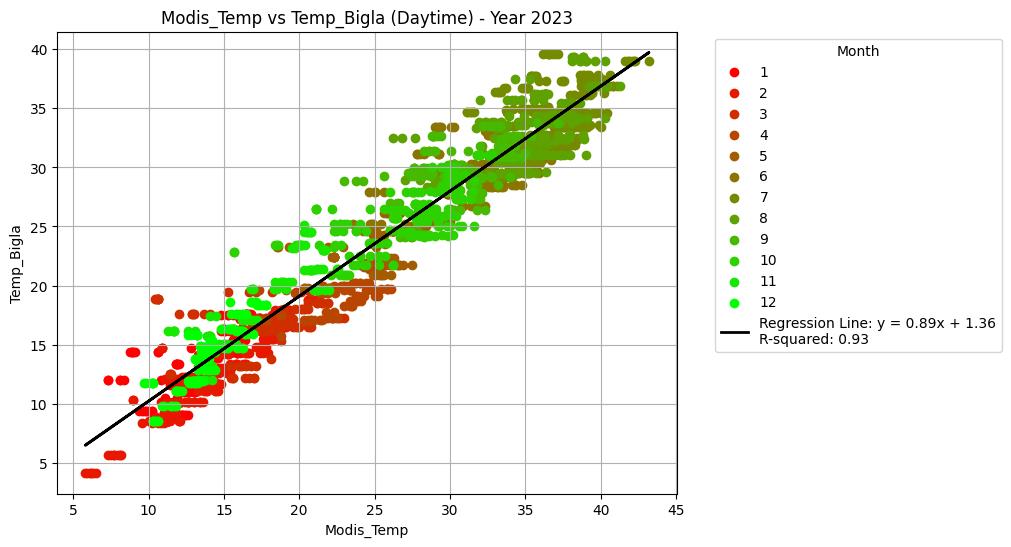 Modis_Temp vs Temp_Bigla (Daytime) - Year 2023
Temp_Bigla
40
35
30
25
20
15
10
5
5 10 15 20 25 30 35 40 45
Modis_Temp
Month
1
2
3
4
5
6
7
8
9
10
11
12
Regression Line: y = 0.89x + 1.36
R-squared: 0.93